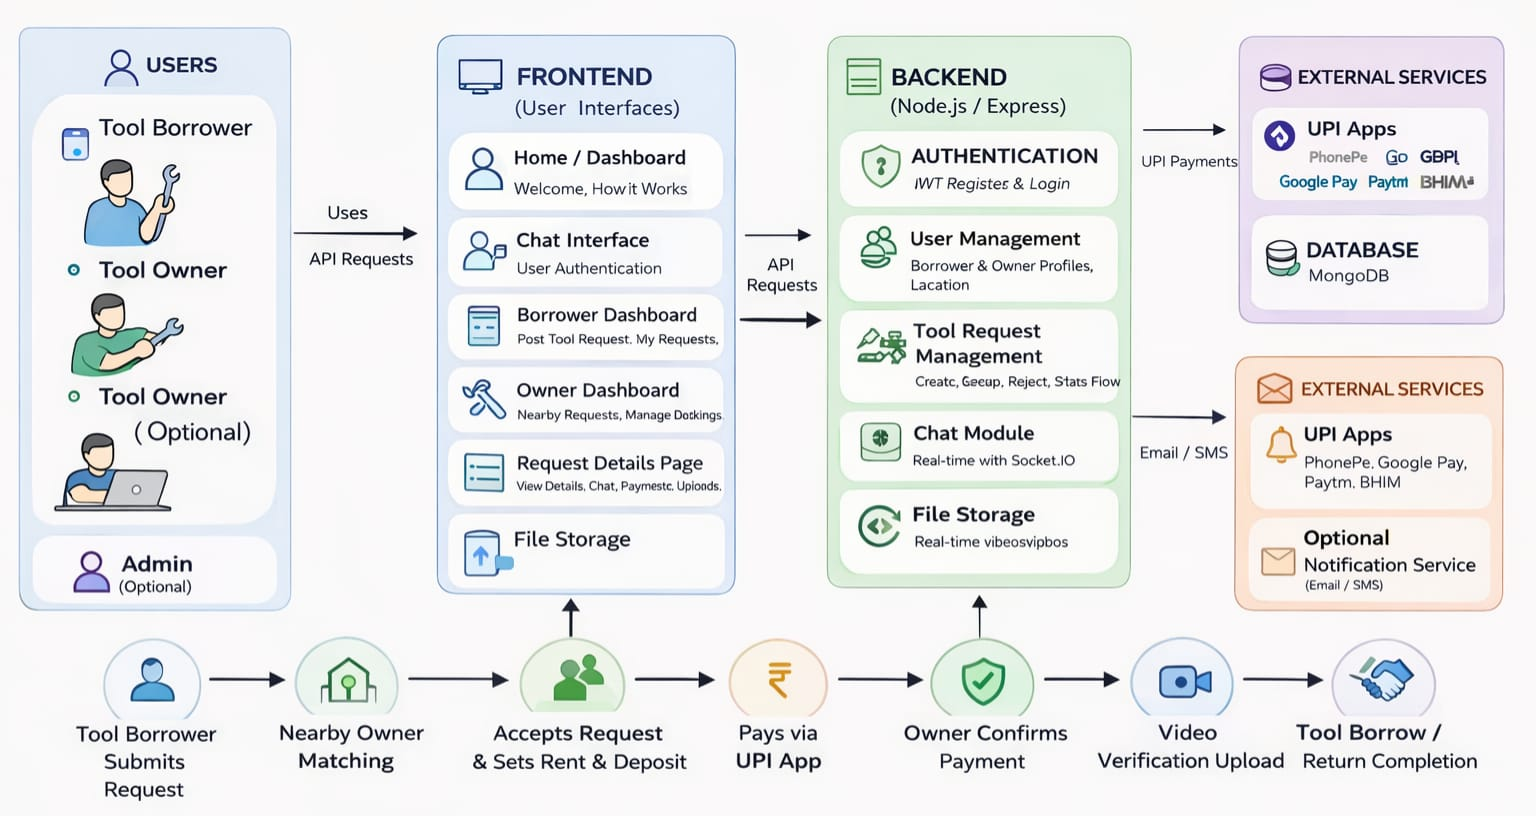 USERS
Tool Borrower
Tool Owner
Tool Owner
(Optional)
Admin
(Optional)
Uses
API Requests
FRONTEND
(User Interfaces)
Home / Dashboard
Welcome, How it Works
Chat Interface
User Authentication
Borrower Dashboard
Post Tool Request. My Requests,
Owner Dashboard
Nearby Requests, Manage Dockings
Request Details Page
View Details, Chat, Paymestc. Uploads.
File Storage
API
Requests
BACKEND
(Node.js / Express)
AUTHENTICATION
IWT Registes & Login
User Management
Borrower & Owner Profiles,
Lacation
Tool Request
Management
Creatc, Geeup, Reject, Stats Fiow
Chat Module
Real-time with Socket.IO
File Storage
Real-time vibeosvipbos
UPI Payments
Email / SMS
EXTERNAL SERVICES
UPI Apps
PhonePe Go GBPL
Google Pay Paytm BHIM
DATABASE
MongoDB
EXTERNAL SERVICES
UPI Apps
PhonePe. Google Pay,
Paytm. BHIM
Optional
Notification Service
(Email / SMS)
Tool Borrower
Submits
Request
Nearby Owner
Matching
Accepts Request
& Sets Rent & Deposit
₹
Pays via
UPI App
Owner Confirms
Payment
Video
Verification Upload
Tool Borrow /
Return Completion